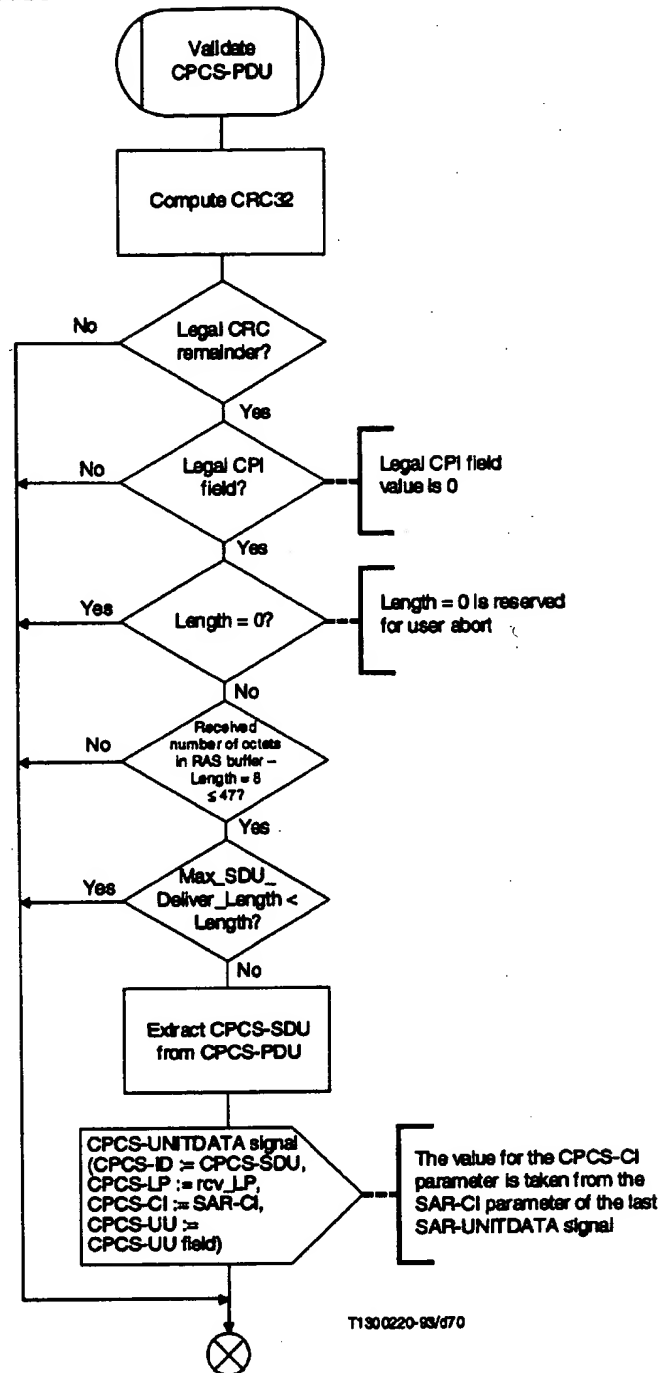 Validate
CPCS-PDU
Compute CRC32
Legal CRC
remainder?
No
Yes
Legal CPI
field?
No
Legal CPI field
value is 0
Yes
Length = 0?
Yes
Length = 0 is reserved
for user abort
No
Received
number of octets
in RAS buffer –
Length = 8
≤ 47?
No
Yes
Max_SDU_
Deliver_Length <
Length?
Yes
No
Extract CPCS-SDU
from CPCS-PDU
CPCS-UNITDATA signal
(CPCS-ID := CPCS-SDU,
CPCS-LP := rcv_LP,
CPCS-CI := SAR-CI,
CPCS-UU :=
CPCS-UU field)
The value for the CPCS-CI
parameter is taken from the
SAR-CI parameter of the last
SAR-UNITDATA signal
T1300220-93/d70